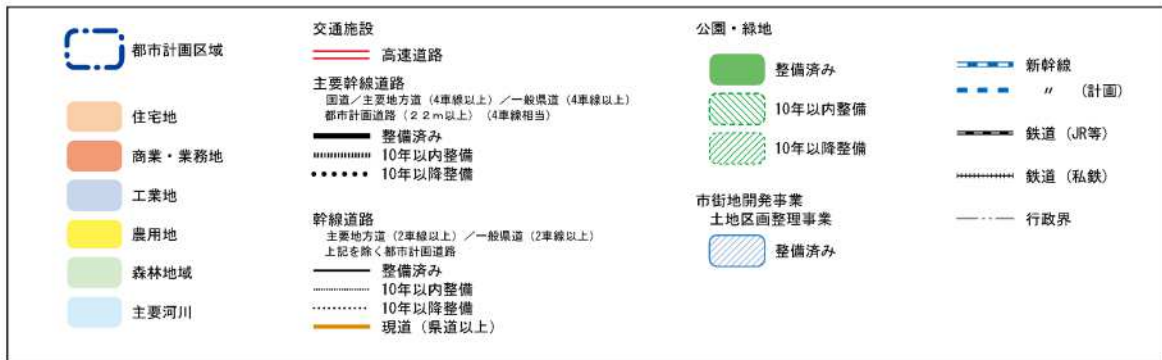 都市計画区域
住宅地
商業・業務地
工業地
農用地
森林地域
主要河川
交通施設
高速道路
主要幹線道路
国道／主要地方道（4車線以上）／一般県道（4車線以上）
都市計画道路（２２ｍ以上）（4車線相当）
整備済み
10年以内整備
10年以降整備
幹線道路
主要地方道（2車線以上）／一般県道（2車線以上）
上記を除く都市計画道路
整備済み
10年以内整備
10年以降整備
現道（県道以上）
公園・緑地
整備済み
10年以内整備
10年以降整備
市街地開発事業
土地区画整理事業
整備済み
新幹線
〃　（計画）
鉄道（JR等）
鉄道（私鉄）
行政界